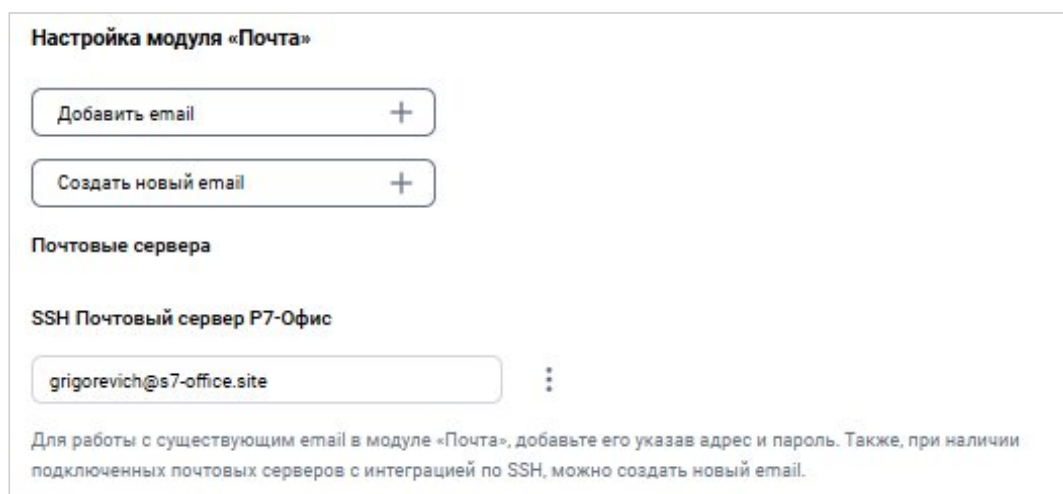 Настройка модуля «Почта»
Добавить email
Создать новый email
Почтовые сервера
SSH Почтовый сервер Р7-Офис
grigorevich@s7-office.site
Для работы с существующим email в модуле «Почта», добавьте его указав адрес и пароль. Также, при наличии
подключенных почтовых серверов с интеграцией по SSH, можно создать новый email.